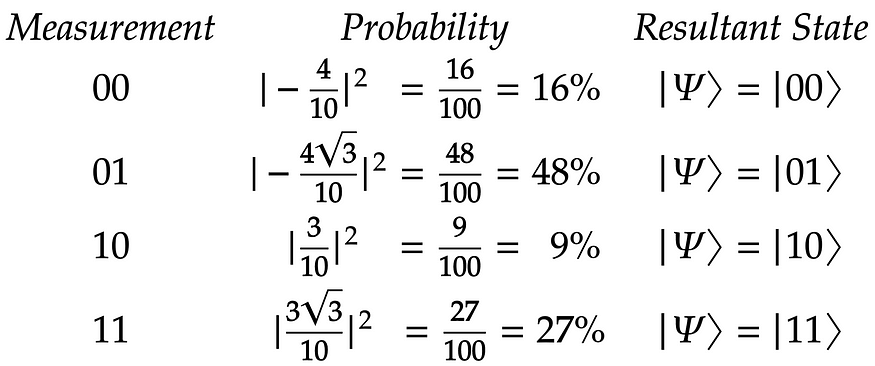 Measurement Probability Resultant State
00 |− 4/10|² = 16/100 = 16% |Ψ⟩ = |00⟩
01 |− 4√3/10|² = 48/100 = 48% |Ψ⟩ = |01⟩
10 |3/10|² = 9/100 = 9% |Ψ⟩ = |10⟩
11 |3√3/10|² = 27/100 = 27% |Ψ⟩ = |11⟩